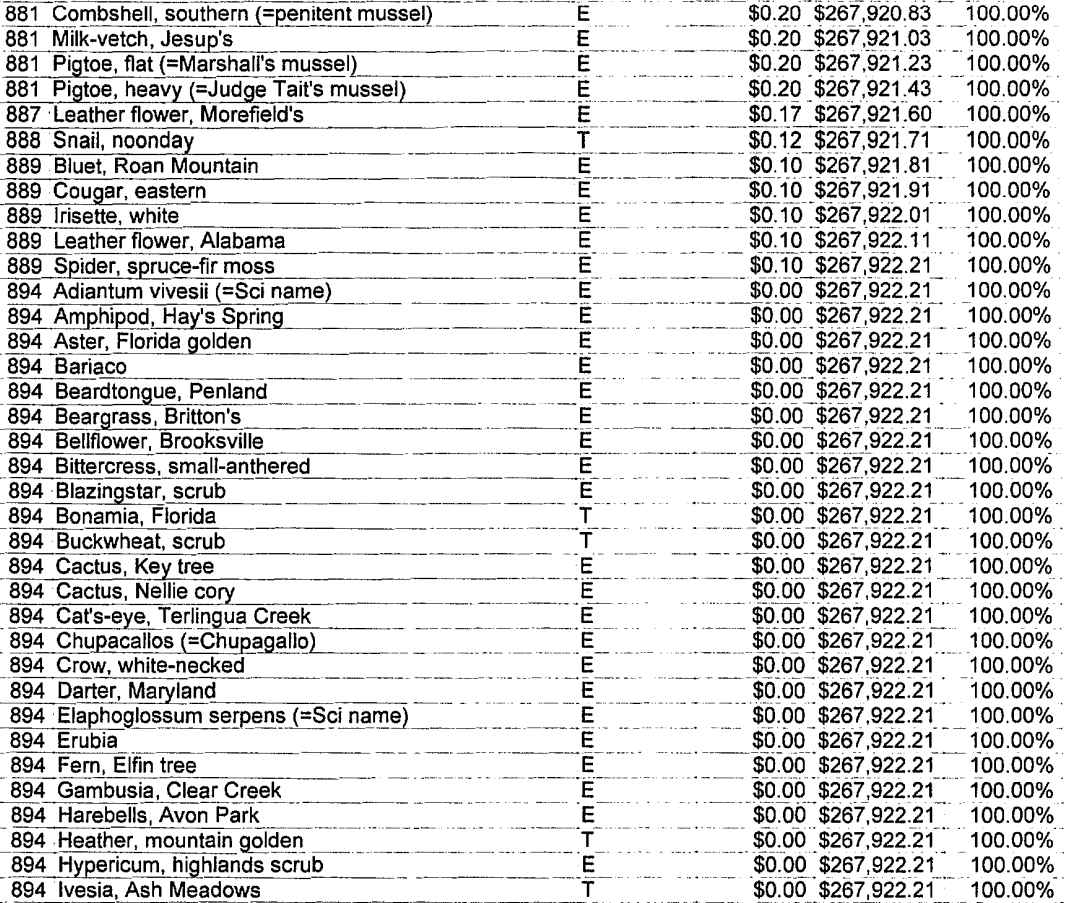 881 Combshell, southern (=penitent mussel) E $0.20 $267,920.83 100.00%
881 Milk-vetch, Jesup's E $0.20 $267,921.03 100.00%
881 Pigtoe, flat (=Marshall's mussel) E $0.20 $267,921.23 100.00%
881 Pigtoe, heavy (=Judge Tait's mussel) E $0.20 $267,921.43 100.00%
887 Leather flower, Morefield's E $0.17 $267,921.60 100.00%
888 Snail, noonday T $0.12 $267,921.71 100.00%
889 Bluet, Roan Mountain E $0.10 $267,921.81 100.00%
889 Cougar, eastern E $0.10 $267,921.91 100.00%
889 Irisette, white E $0.10 $267,922.01 100.00%
889 Leather flower, Alabama E $0.10 $267,922.11 100.00%
889 Spider, spruce-fir moss E $0.10 $267,922.21 100.00%
894 Adiantum vivesii (=Sci name) E $0.00 $267,922.21 100.00%
894 Amphipod, Hay's Spring E $0.00 $267,922.21 100.00%
894 Aster, Florida golden E $0.00 $267,922.21 100.00%
894 Bariaco E $0.00 $267,922.21 100.00%
894 Beardtongue, Penland E $0.00 $267,922.21 100.00%
894 Beargrass, Britton's E $0.00 $267,922.21 100.00%
894 Bellflower, Brooksville E $0.00 $267,922.21 100.00%
894 Bittercress, small-anthered E $0.00 $267,922.21 100.00%
894 Blazingstar, scrub E $0.00 $267,922.21 100.00%
894 Bonamia, Florida T $0.00 $267,922.21 100.00%
894 Buckwheat, scrub T $0.00 $267,922.21 100.00%
894 Cactus, Key tree E $0.00 $267,922.21 100.00%
894 Cactus, Nellie cory E $0.00 $267,922.21 100.00%
894 Cat's-eye, Terlingua Creek E $0.00 $267,922.21 100.00%
894 Chupacallos (=Chupagallo) E $0.00 $267,922.21 100.00%
894 Crow, white-necked E $0.00 $267,922.21 100.00%
894 Darter, Maryland E $0.00 $267,922.21 100.00%
894 Elaphoglossum serpens (=Sci name) E $0.00 $267,922.21 100.00%
894 Erubia E $0.00 $267,922.21 100.00%
894 Fern, Elfin tree E $0.00 $267,922.21 100.00%
894 Gambusia, Clear Creek E $0.00 $267,922.21 100.00%
894 Harebells, Avon Park E $0.00 $267,922.21 100.00%
894 Heather, mountain golden T $0.00 $267,922.21 100.00%
894 Hypericum, highlands scrub E $0.00 $267,922.21 100.00%
894 Ivesia, Ash Meadows T $0.00 $267,922.21 100.00%